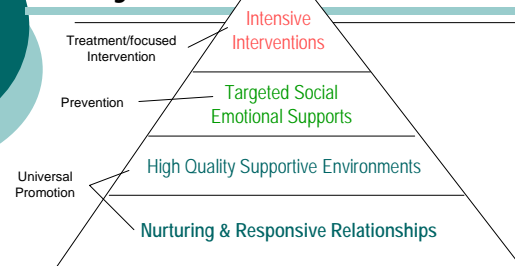 Intensive
Interventions
Treatment/focused
Intervention
Targeted Social
Emotional Supports
Prevention
High Quality Supportive Environments
Universal
Promotion
Nurturing & Responsive Relationships